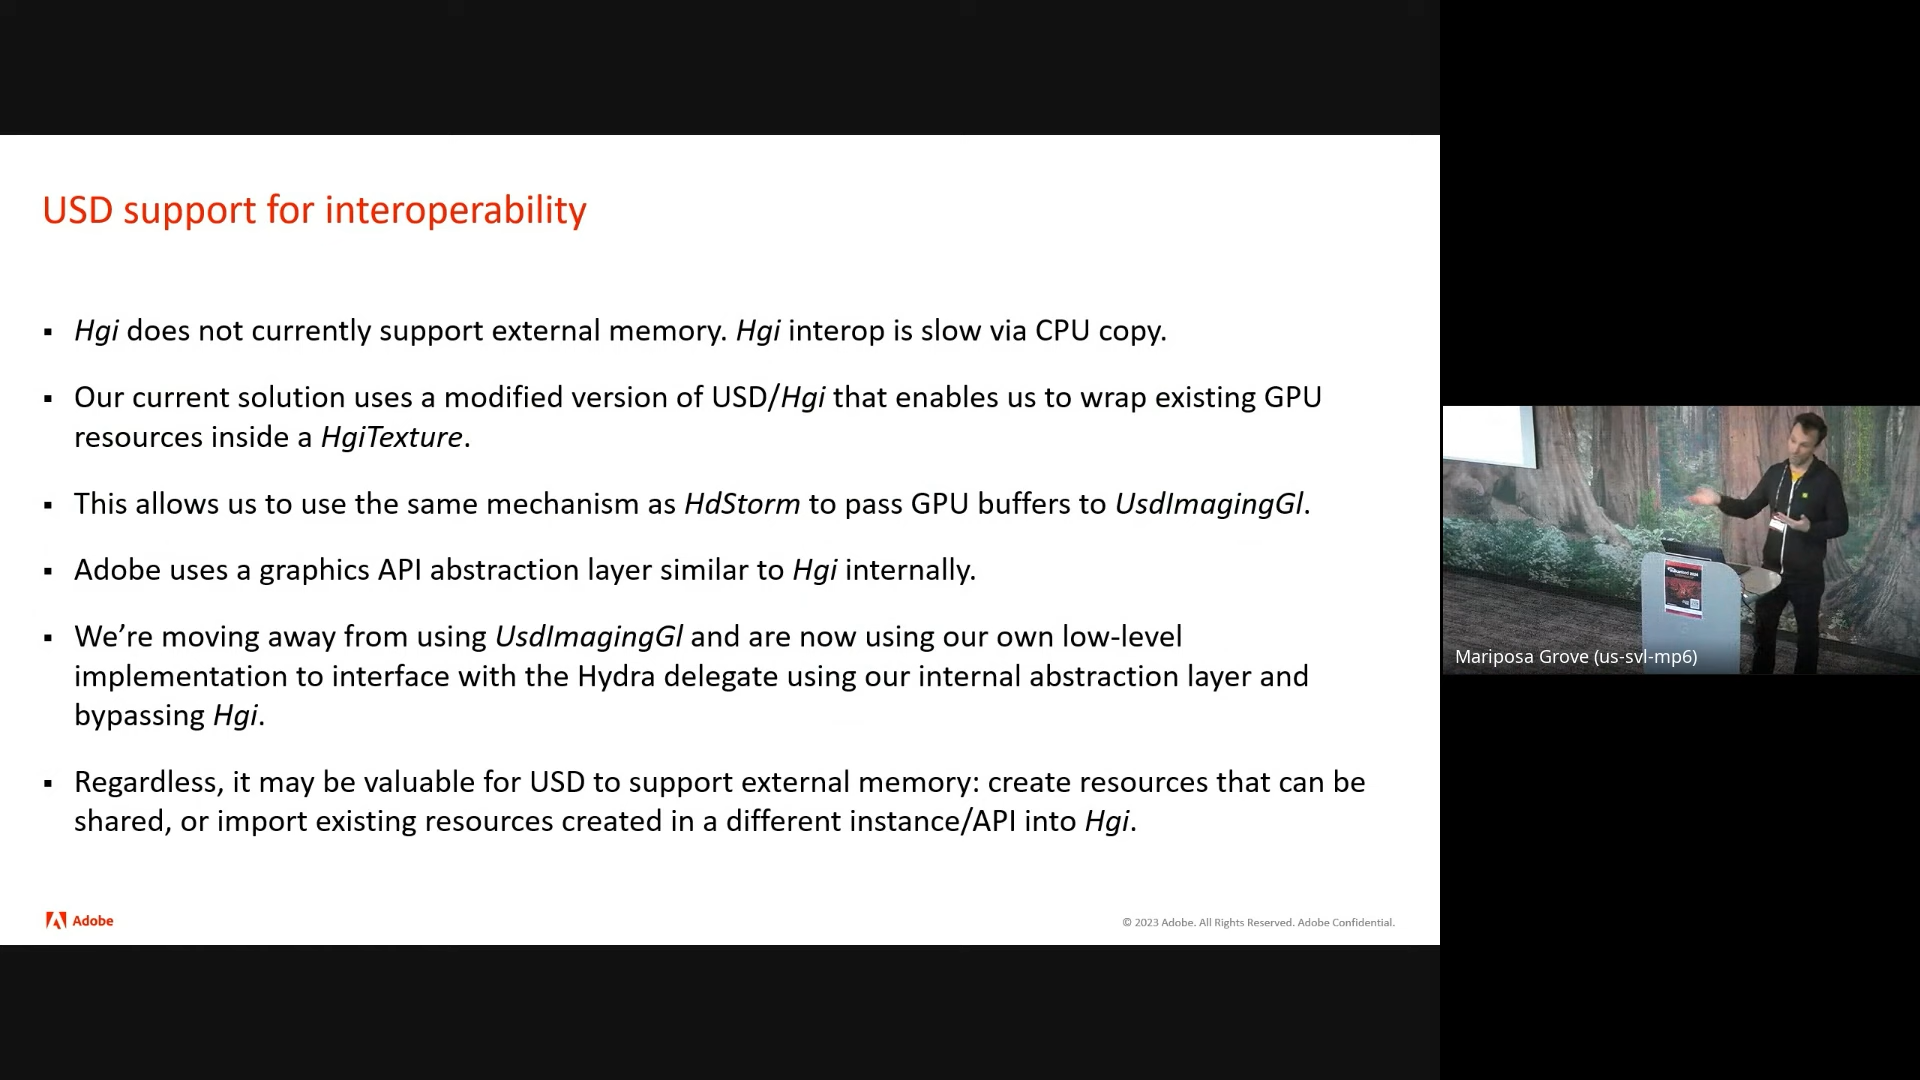 USD support for interoperability
▪ Hgi does not currently support external memory. Hgi interop is slow via CPU copy.
▪ Our current solution uses a modified version of USD/Hgi that enables us to wrap existing GPU
resources inside a HgiTexture.
▪ This allows us to use the same mechanism as HdStorm to pass GPU buffers to UsdImagingGl.
▪ Adobe uses a graphics API abstraction layer similar to Hgi internally.
▪ We’re moving away from using UsdImagingGl and are now using our own low-level
implementation to interface with the Hydra delegate using our internal abstraction layer and
bypassing Hgi.
▪ Regardless, it may be valuable for USD to support external memory: create resources that can be
shared, or import existing resources created in a different instance/API into Hgi.
Adobe
© 2023 Adobe. All Rights Reserved. Adobe Confidential.
Mariposa Grove (us-svl-mp6)